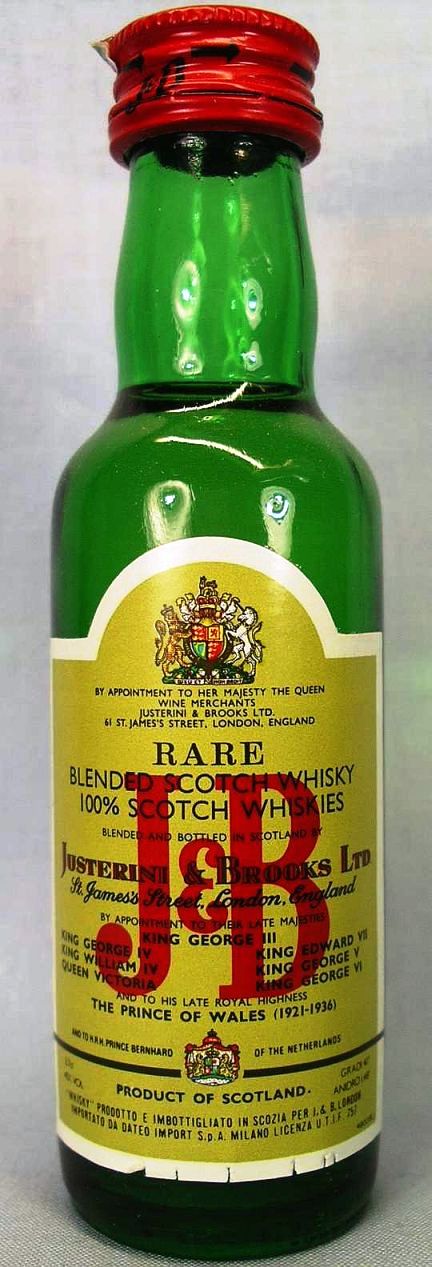 J&B
BY APPOINTMENT TO HER MAJESTY THE QUEEN
WINE MERCHANTS
JUSTERINI & BROOKS LTD.
61 ST. JAMES'S STREET, LONDON, ENGLAND
RARE
BLENDED SCOTCH WHISKY
100% SCOTCH WHISKIES
BLENDED AND BOTTLED IN SCOTLAND BY
J&B
JUSTERINI & BROOKS LTD
St. James's Street, London, England
BY APPOINTMENT TO THEIR LATE MAJESTIES
KING GEORGE III
KING GEORGE IV KING EDWARD VII
KING WILLIAM IV KING GEORGE V
QUEEN VICTORIA KING GEORGE VI
AND TO HIS LATE ROYAL HIGHNESS
THE PRINCE OF WALES (1921-1936)
AND TO H.R.H. PRINCE BERNHARD OF THE NETHERLANDS
40% VOL.
PRODUCT OF SCOTLAND.
"WHISKY" PRODOTTO E IMBOTTIGLIATO IN SCOZIA PER J. & B. LONDON
IMPORTATO DA DATEO IMPORT S.p.A. MILANO LICENZA U.T.I.F. 757